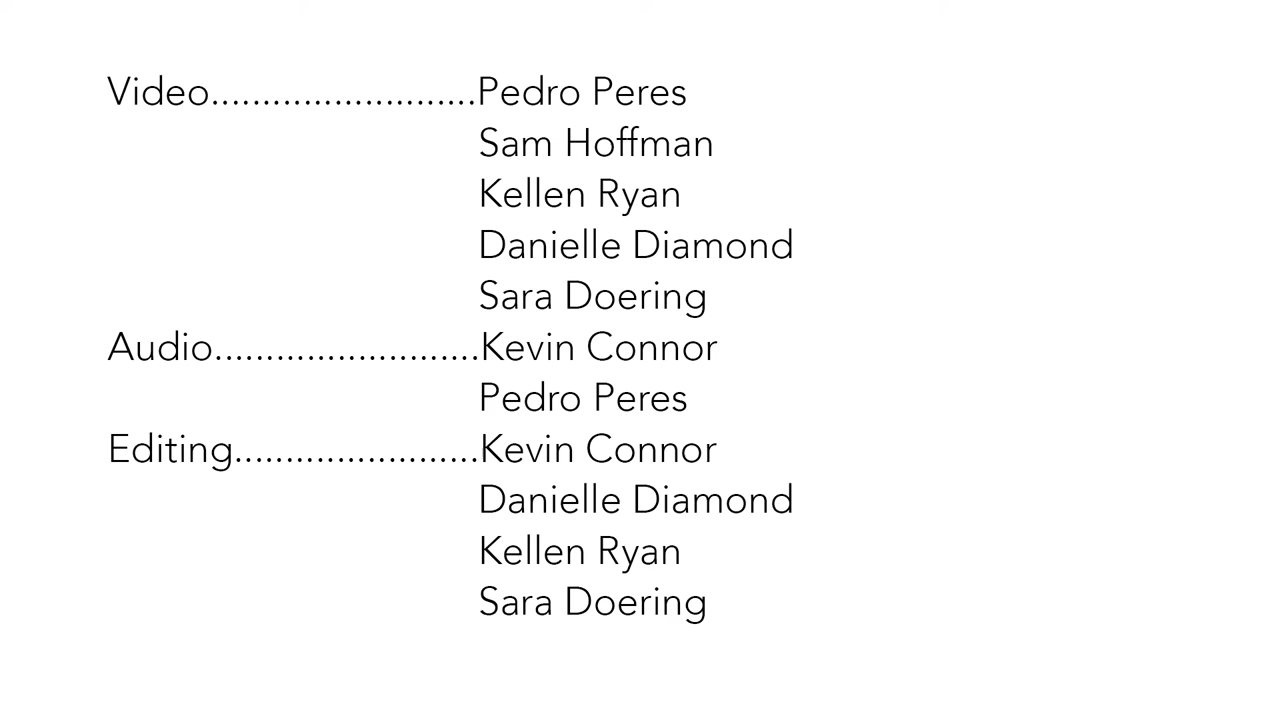 Video..........................Pedro Peres
Sam Hoffman
Kellen Ryan
Danielle Diamond
Sara Doering
Audio..........................Kevin Connor
Pedro Peres
Editing........................Kevin Connor
Danielle Diamond
Kellen Ryan
Sara Doering